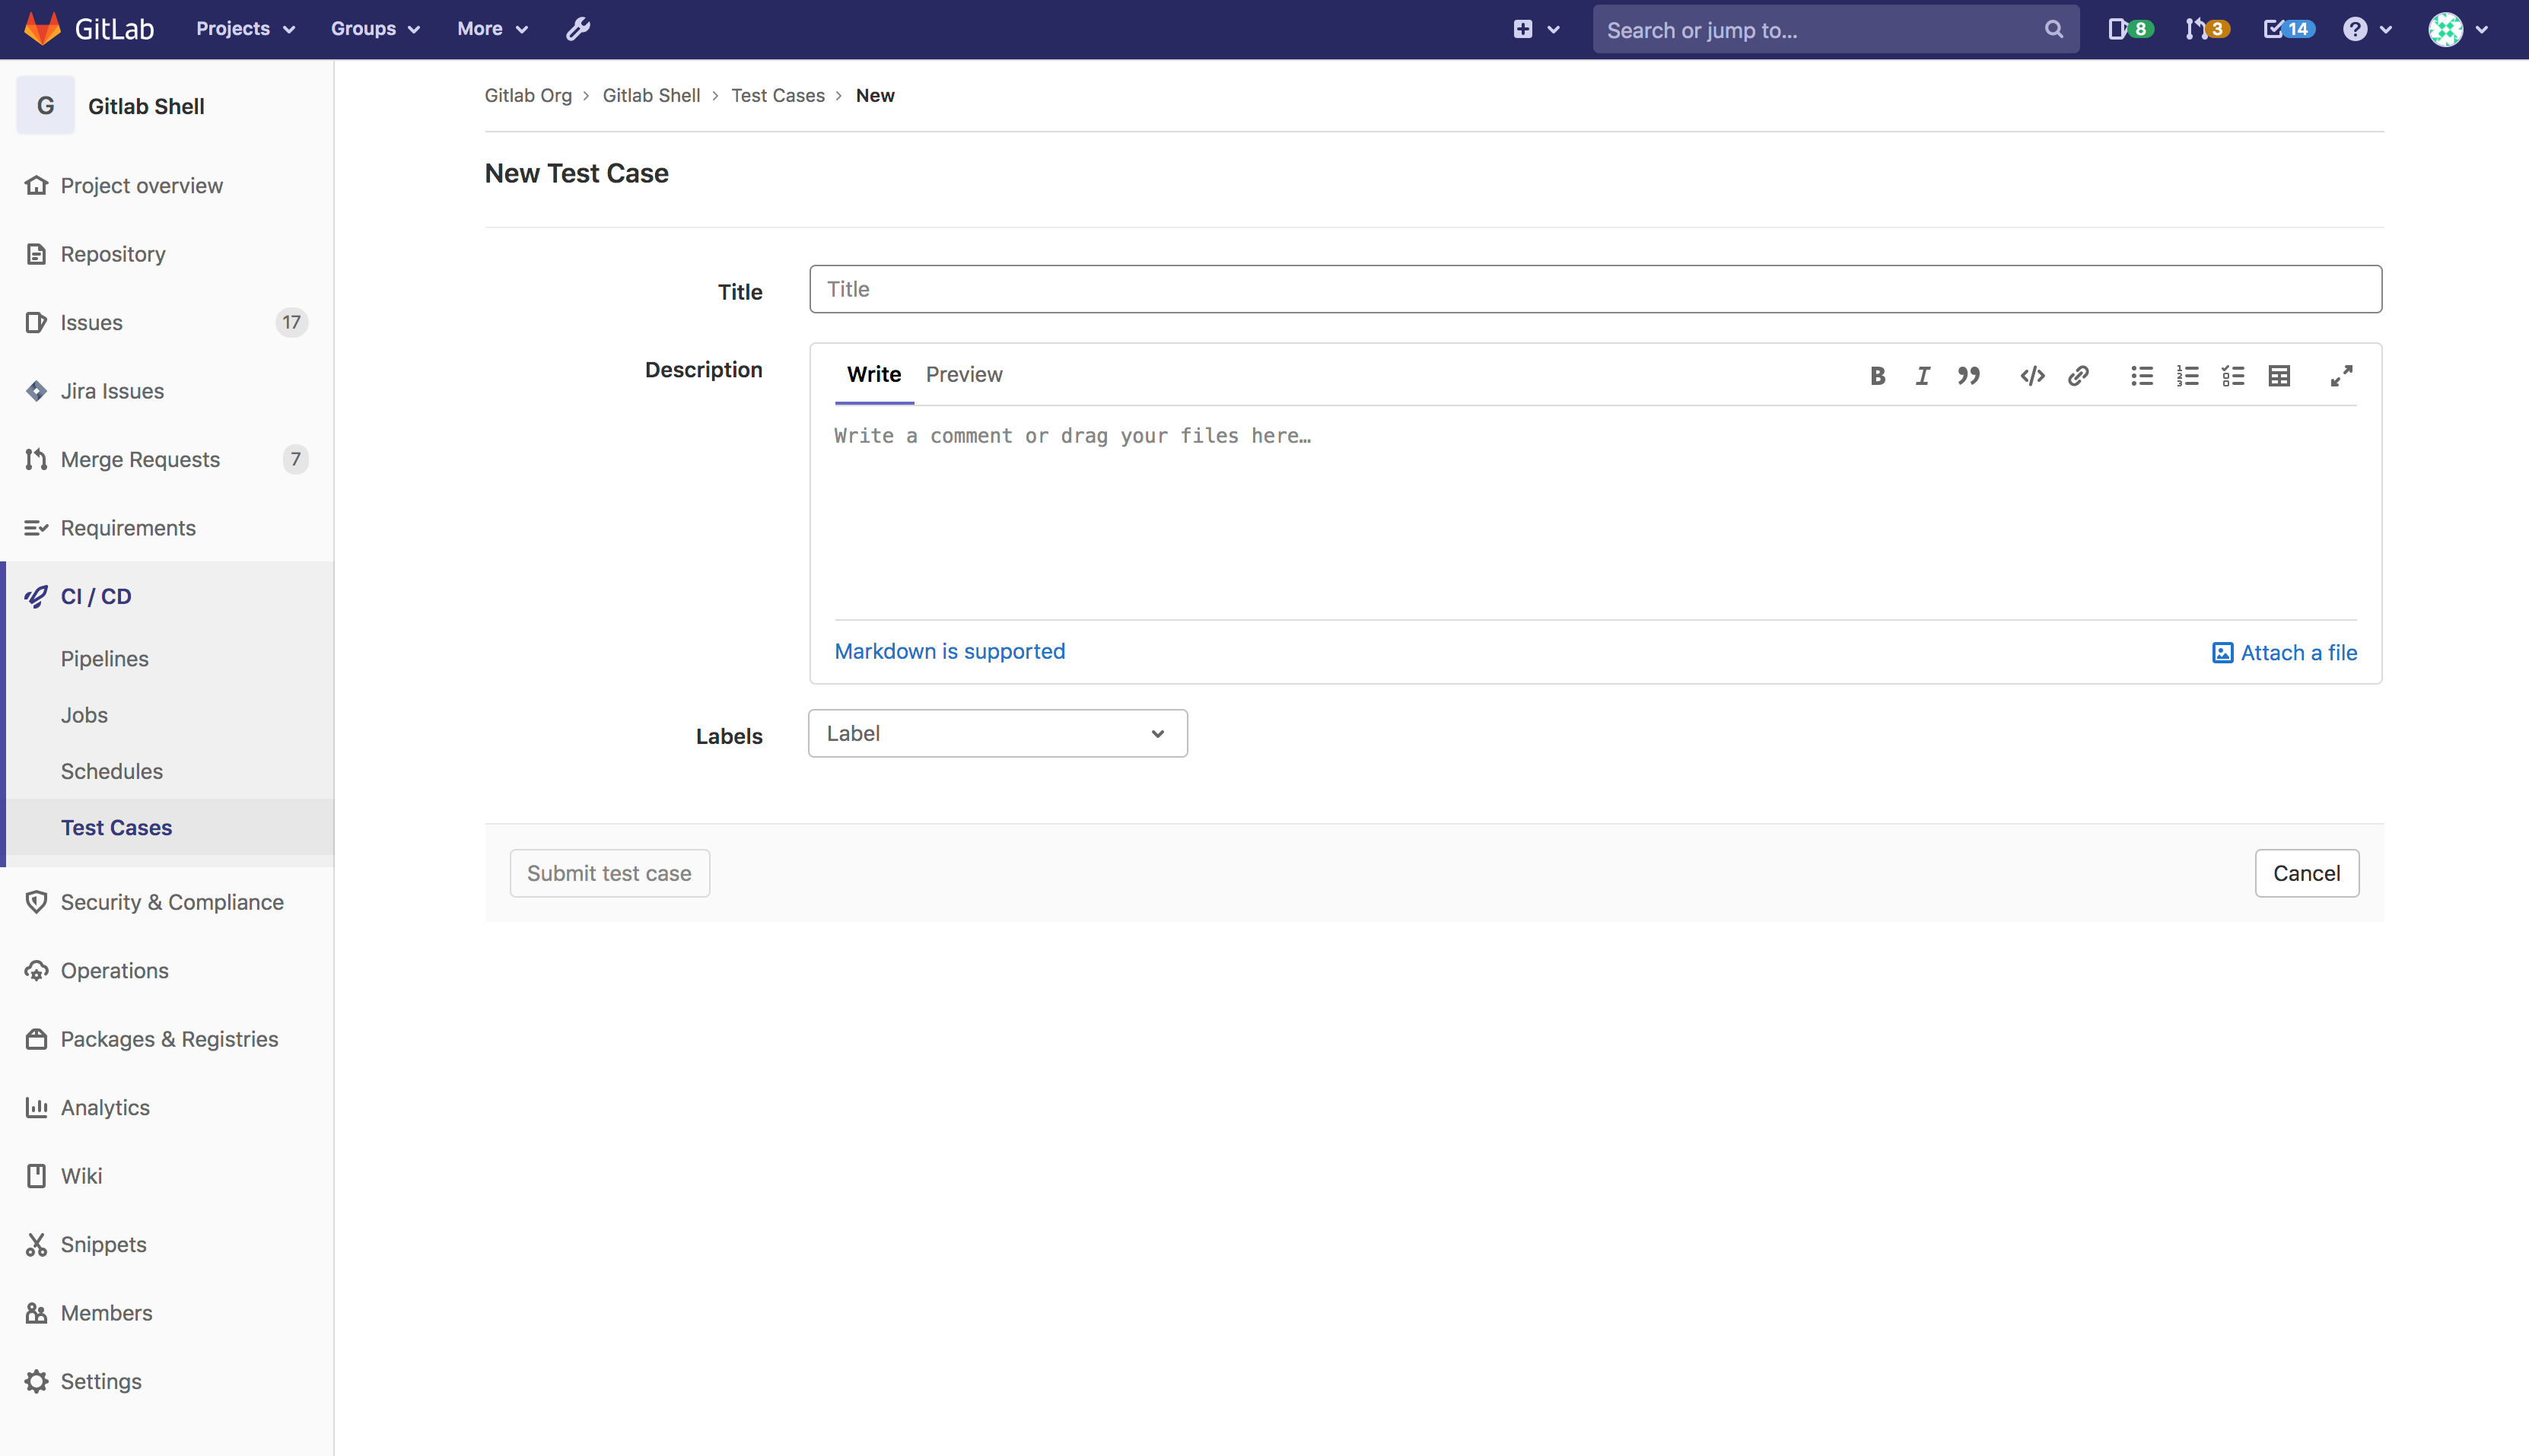 GitLab Projects Groups More Search or jump to... 8 3 14
G Gitlab Shell
Project overview
Repository
Issues 17
Jira Issues
Merge Requests 7
Requirements
CI / CD
Pipelines
Jobs
Schedules
Test Cases
Security & Compliance
Operations
Packages & Registries
Analytics
Wiki
Snippets
Members
Settings
Gitlab Org › Gitlab Shell › Test Cases › New
New Test Case
Title Title
Description Write Preview
Write a comment or drag your files here…
Markdown is supported Attach a file
Labels Label
Submit test case Cancel